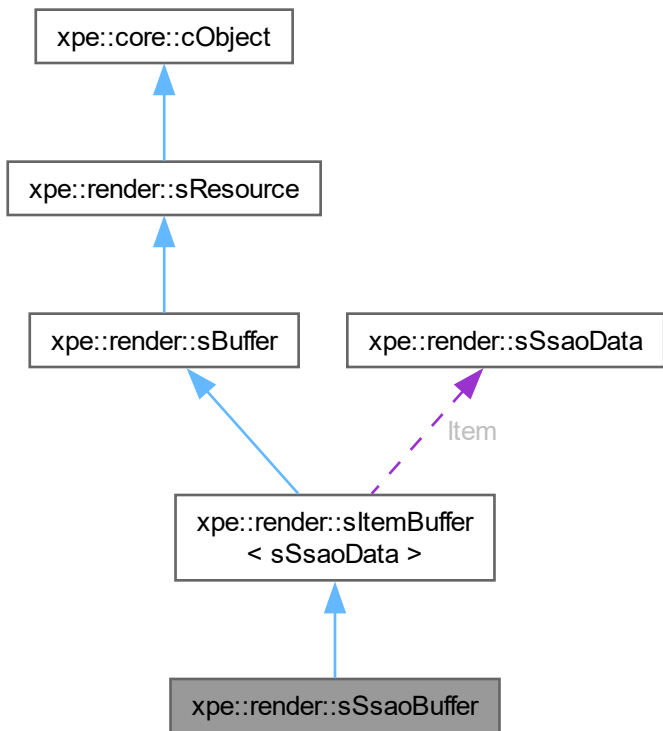 xpe::core::cObject
xpe::render::sResource
xpe::render::sBuffer
xpe::render::sSsaoData
Item
xpe::render::sItemBuffer
< sSsaoData >
xpe::render::sSsaoBuffer